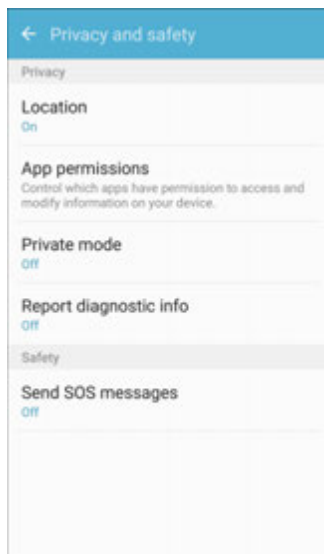 Privacy and safety
Privacy
Location
On
App permissions
Control which apps have permission to access and
modify information on your device.
Private mode
Off
Report diagnostic info
Off
Safety
Send SOS messages
Off